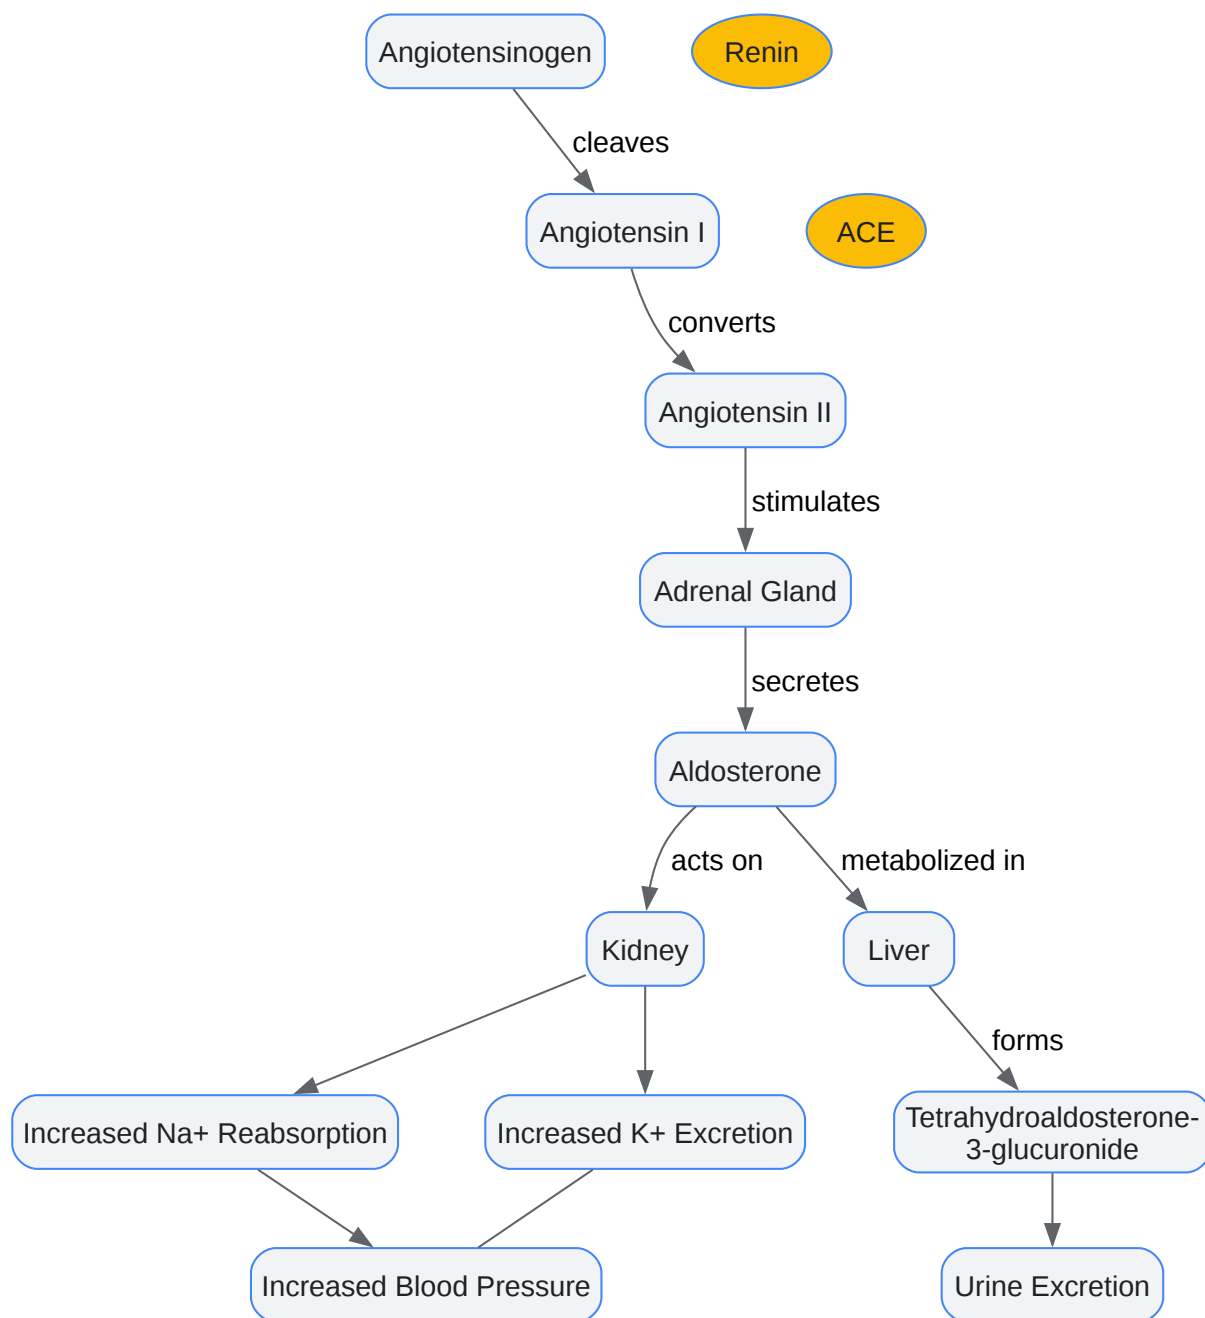 Angiotensinogen
Renin
cleaves
Angiotensin I
ACE
converts
Angiotensin II
stimulates
Adrenal Gland
secretes
Aldosterone
acts on
metabolized in
Kidney
Liver
forms
Increased Na+ Reabsorption
Increased K+ Excretion
Tetrahydroaldosterone-
3-glucuronide
Increased Blood Pressure
Urine Excretion